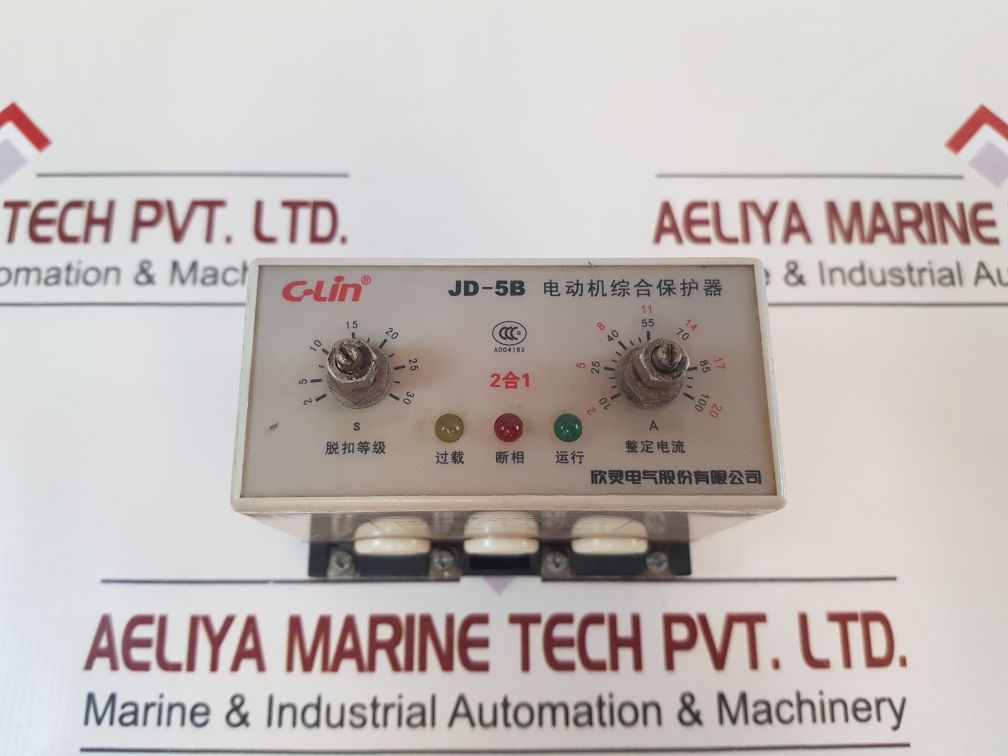 TECH PVT. LTD.
omation & Mach
AELIYA MARINE
e & Industrial Autom
C-Lin®
JD-5B 电动机综合保护器
CCC S
A004162
2合1
2 5 10 15 20 25 30
S
脱扣等级
过载
断相
运行
2 5 8 11 14 17 20
10 25 40 55 70 85 100
A
整定电流
欣灵电气股份有限公司
AELIYA MARINE TECH PVT. LTD.
Marine & Industrial Automation & Machinery